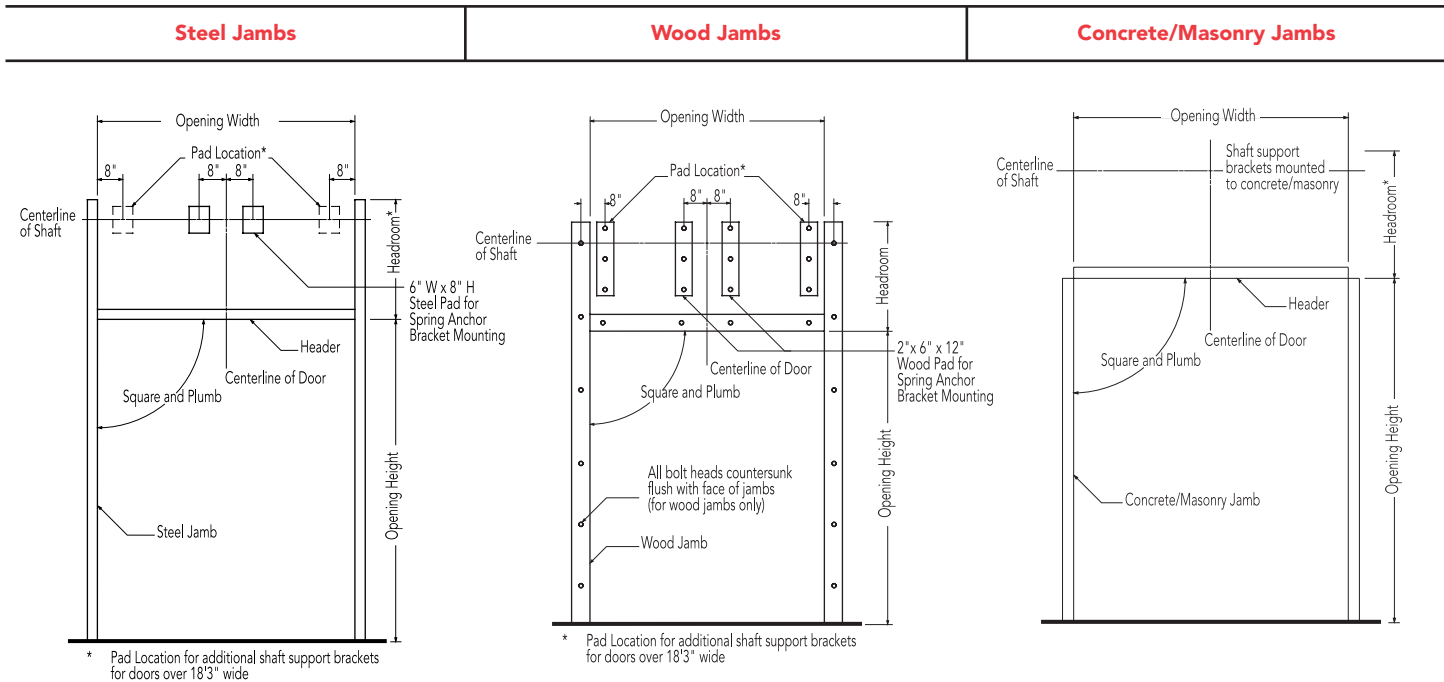 Steel Jambs
Wood Jambs
Concrete/Masonry Jambs
Opening Width
Pad Location*
8"
8"
8"
8"
Centerline
of Shaft
Headroom*
6" W x 8" H
Steel Pad for
Spring Anchor
Bracket Mounting
Header
Centerline of Door
Square and Plumb
Opening Height
Steel Jamb
* Pad Location for additional shaft support brackets
for doors over 18'3" wide
Opening Width
Pad Location*
8"
8"
8"
8"
Centerline
of Shaft
Headroom
2"x 6" x 12"
Wood Pad for
Spring Anchor
Bracket Mounting
Centerline of Door
Square and Plumb
Opening Height
All bolt heads countersunk
flush with face of jambs
(for wood jambs only)
Wood Jamb
* Pad Location for additional shaft support brackets
for doors over 18'3" wide
Opening Width
Centerline
of Shaft
Shaft support
brackets mounted
to concrete/masonry
Headroom*
Header
Centerline of Door
Square and Plumb
Opening Height
Concrete/Masonry Jamb